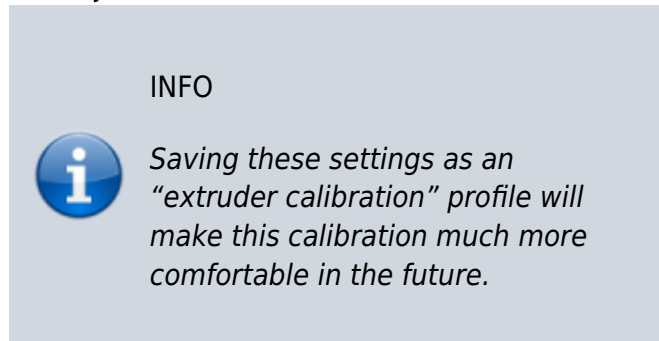 INFO
Saving these settings as an
“extruder calibration” profile will
make this calibration much more
comfortable in the future.